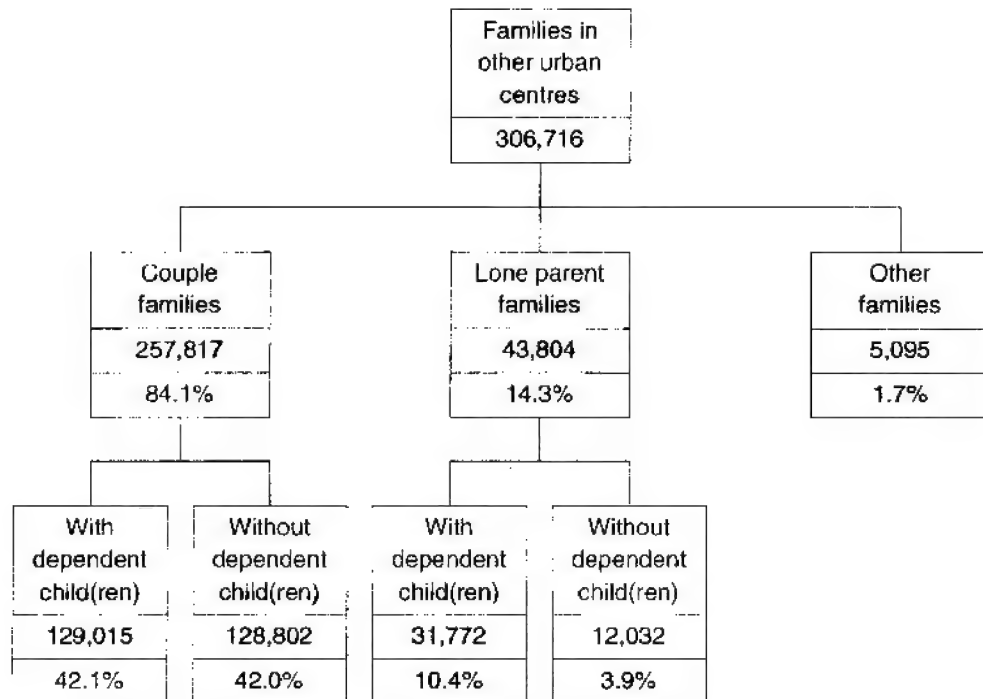 Families in
other urban
centres
306,716
Couple
families
257,817
84.1%
Lone parent
families
43,804
14.3%
Other
families
5,095
1.7%
With
dependent
child(ren)
129,015
42.1%
Without
dependent
child(ren)
128,802
42.0%
With
dependent
child(ren)
31,772
10.4%
Without
dependent
child(ren)
12,032
3.9%